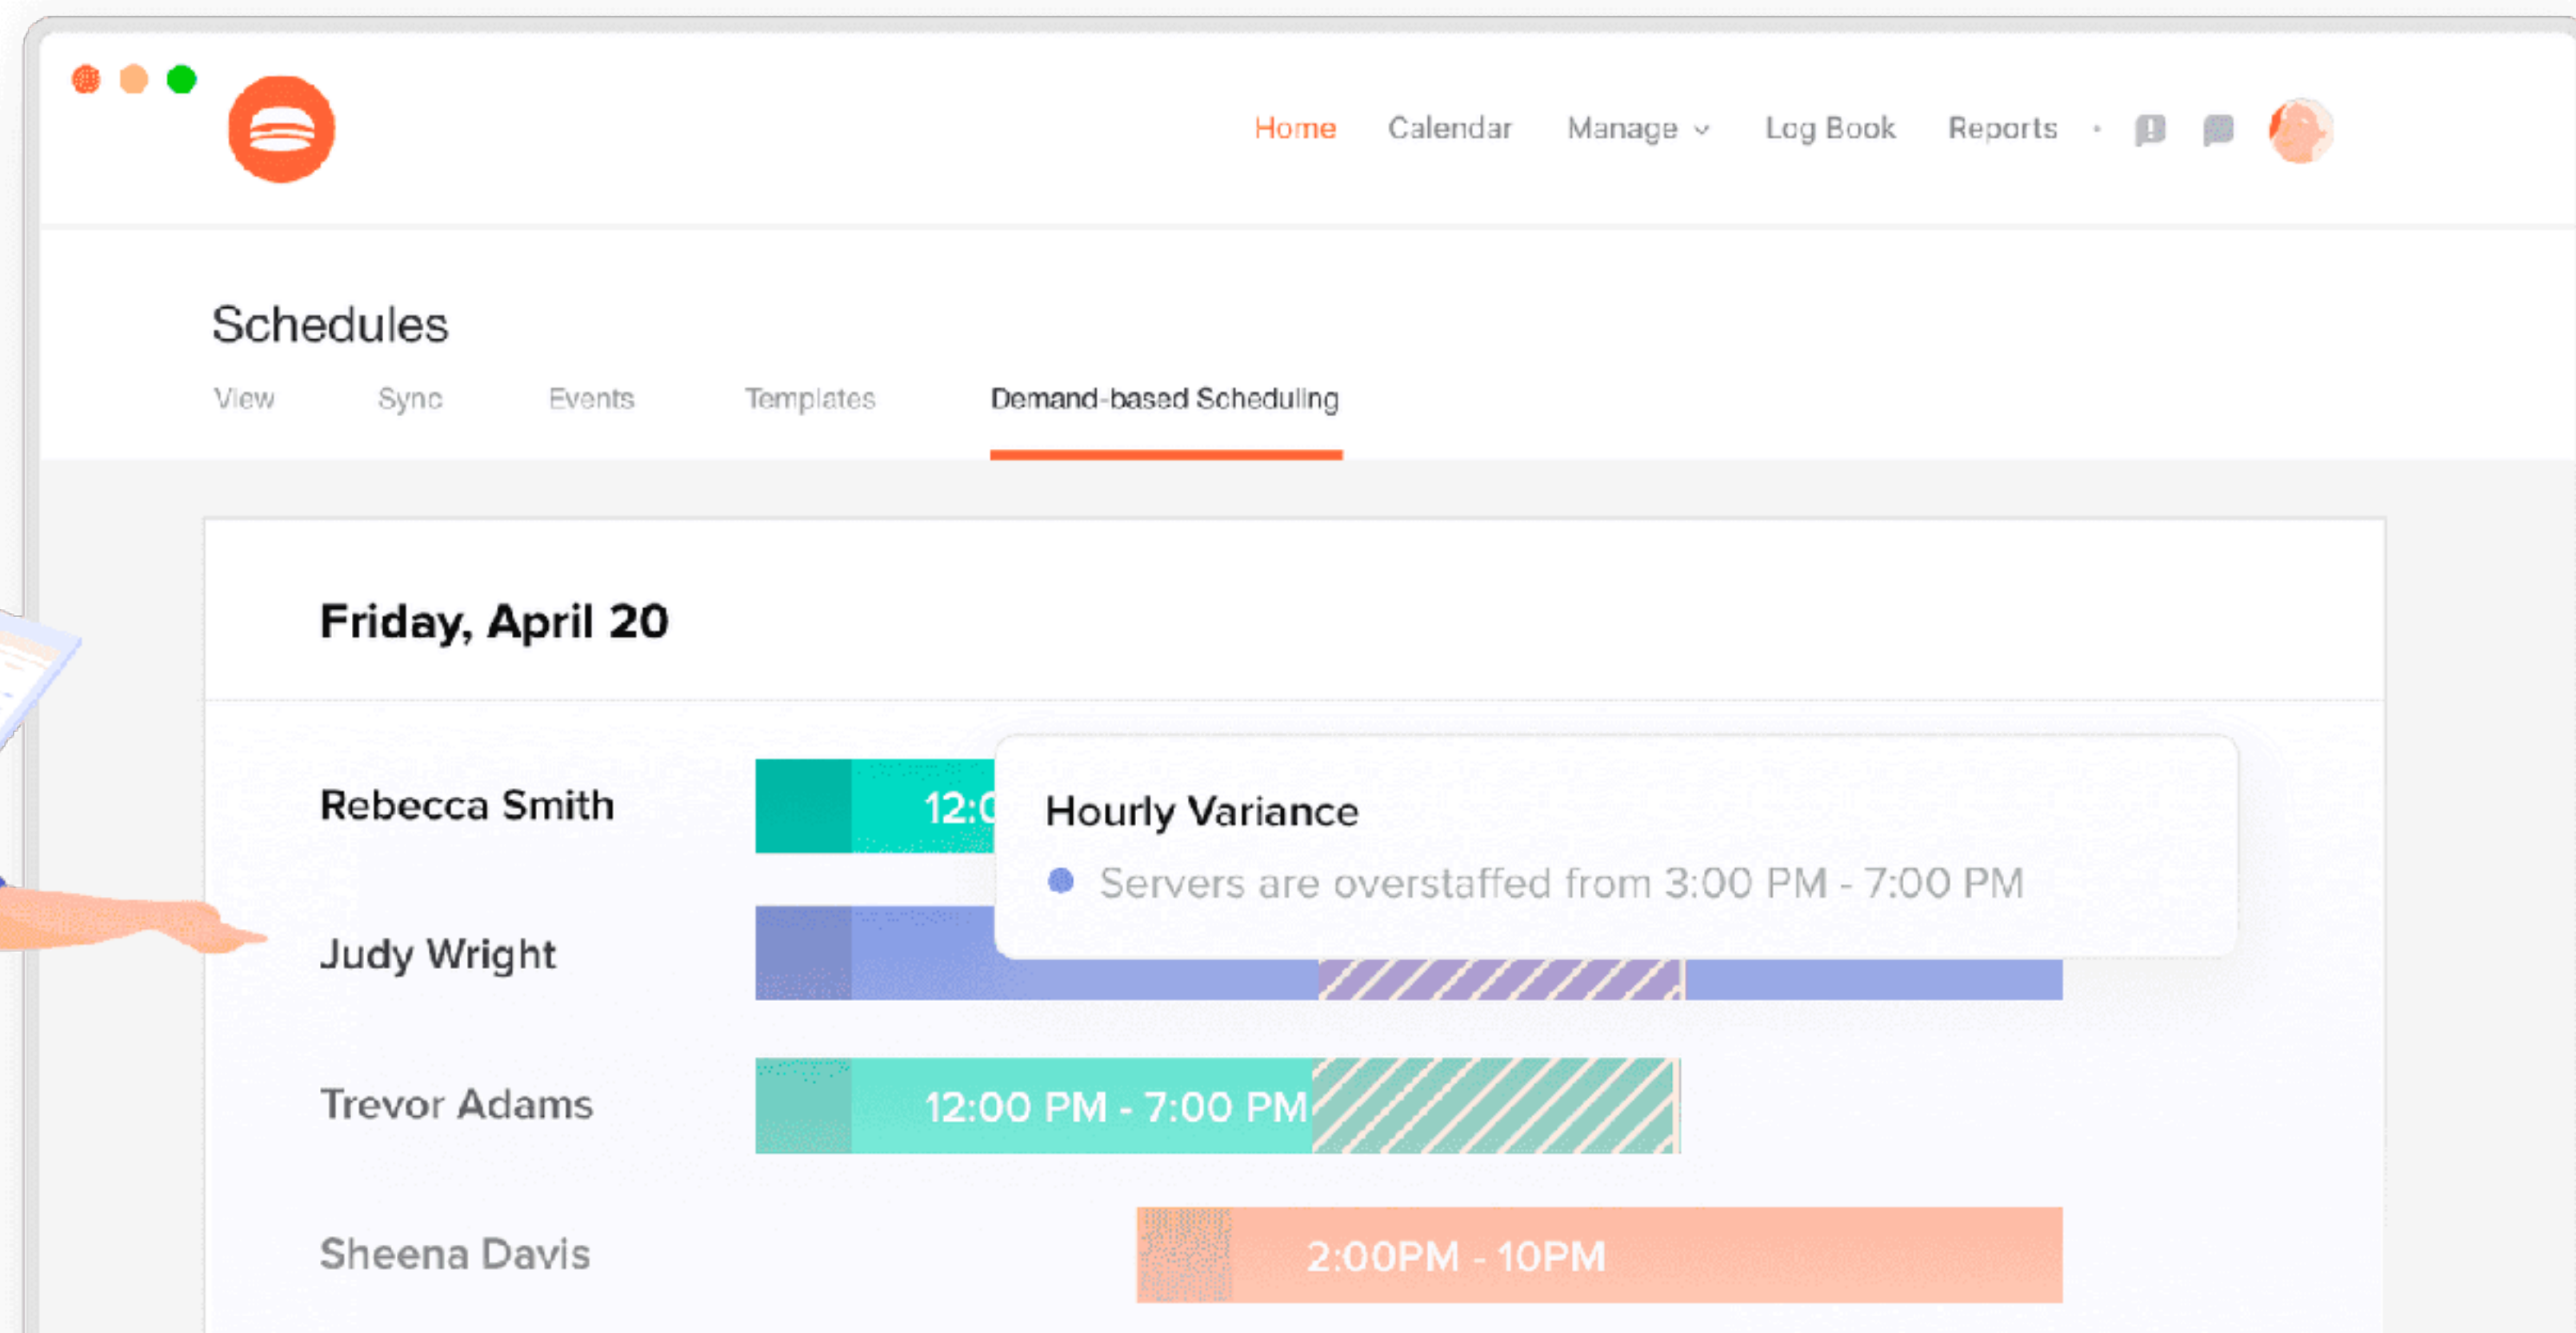 Home Calendar Manage Log Book Reports
Schedules
View Sync Events Templates Demand-based Scheduling
Friday, April 20
Rebecca Smith 12:0
Hourly Variance
Servers are overstaffed from 3:00 PM - 7:00 PM
Judy Wright
Trevor Adams 12:00 PM - 7:00 PM
Sheena Davis 2:00PM - 10PM